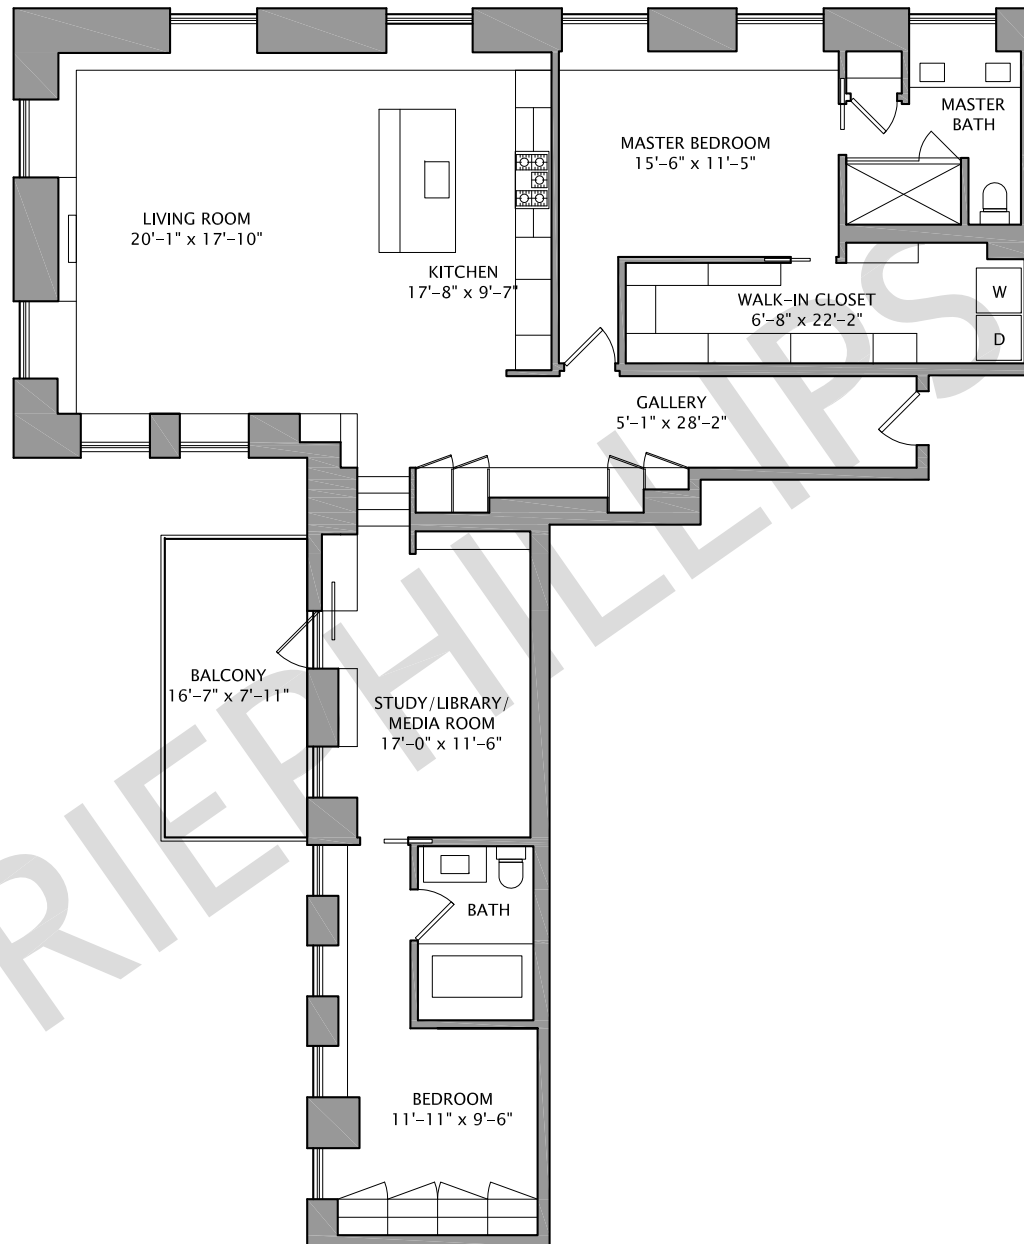 MASTER
BATH
MASTER BEDROOM
15'-6" x 11'-5"
LIVING ROOM
20'-1" x 17'-10"
KITCHEN
17'-8" x 9'-7"
WALK-IN CLOSET
6'-8" x 22'-2"
W
D
GALLERY
5'-1" x 28'-2"
BALCONY
16'-7" x 7'-11"
STUDY/LIBRARY/
MEDIA ROOM
17'-0" x 11'-6"
BATH
BEDROOM
11'-11" x 9'-6"
RIEPHILLIPS